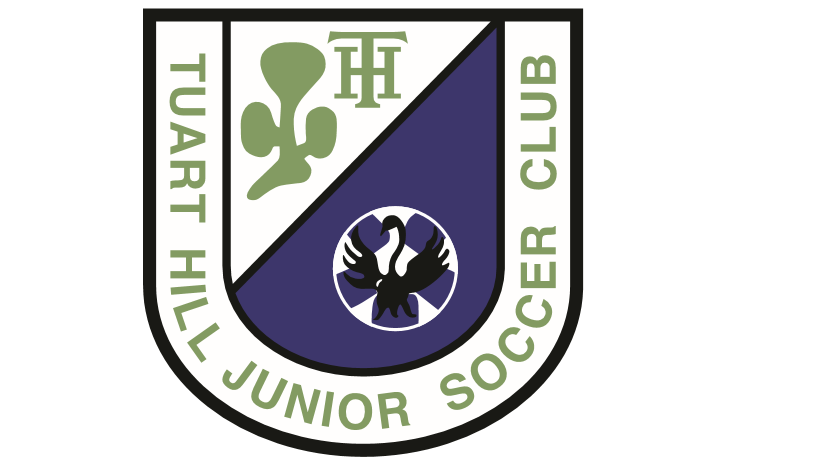 TH
TUART HILL JUNIOR SOCCER CLUB